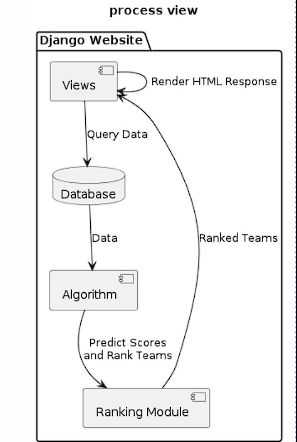 process view
Django Website
Views
Render HTML Response
Query Data
Database
Data
Ranked Teams
Algorithm
Predict Scores
and Rank Teams
Ranking Module